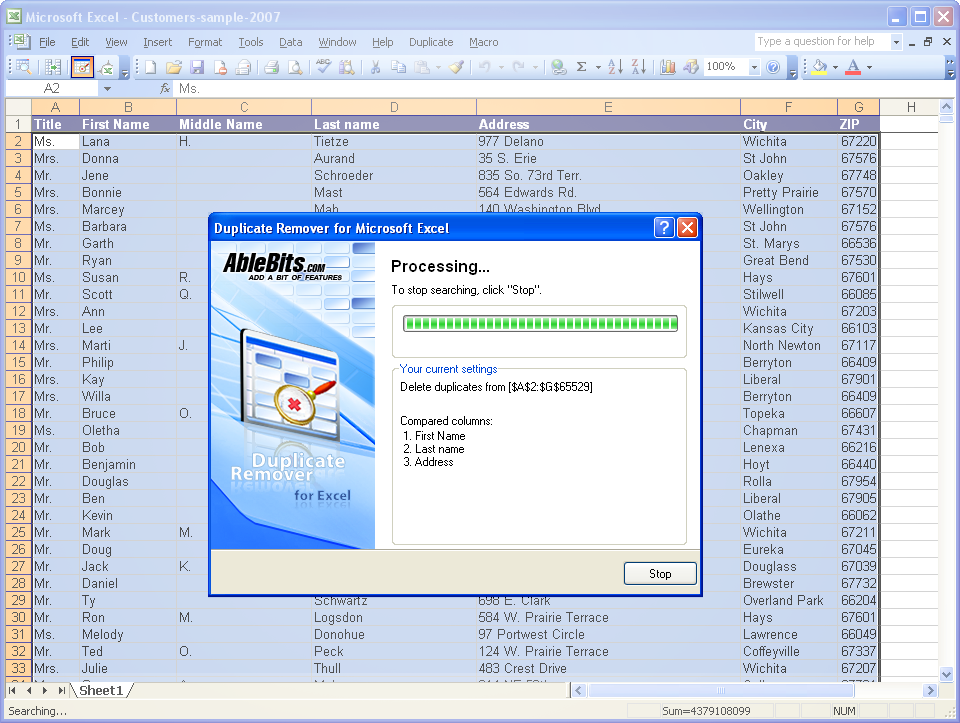 Microsoft Excel - Customers-sample-2007
File Edit View Insert Format Tools Data Window Help Duplicate Macro Type a question for help
100%
A2 fx Ms.
A B C D E F G H
1 Title First Name Middle Name Last name Address City ZIP
2 Ms. Lana H. Tietze 977 Delano Wichita 67220
3 Mrs. Donna Aurand 35 S. Erie St John 67576
4 Mr. Jene Schroeder 835 So. 73rd Terr. Oakley 67748
5 Mrs. Bonnie Mast 564 Edwards Rd. Pretty Prairie 67570
6 Mrs. Marcey Mah 140 Washington Blvd Wellington 67152
7 Ms. Barbara St John 67576
8 Mr. Garth St. Marys 66536
9 Mr. Ryan Great Bend 67530
10 Ms. Susan R. Hays 67601
11 Mr. Scott Q. Stilwell 66085
12 Mrs. Ann Wichita 67203
13 Mr. Lee Kansas City 66103
14 Mrs. Marti J. North Newton 67117
15 Mr. Philip Berryton 66409
16 Mrs. Kay Liberal 67901
17 Mrs. Willa Berryton 66409
18 Mr. Bruce O. Topeka 66607
19 Ms. Oletha Chapman 67431
20 Mr. Bob Lenexa 66216
21 Mr. Benjamin Hoyt 66440
22 Mr. Douglas Rolla 67954
23 Mr. Ben Liberal 67905
24 Mr. Kevin Olathe 66062
25 Mr. Mark M. Wichita 67211
26 Mr. Doug Eureka 67045
27 Mr. Jack K. Douglass 67039
28 Mr. Daniel Brewster 67732
29 Mr. Ty Schwartz 698 E. Clark Overland Park 66204
30 Mr. Ron M. Logsdon 584 W. Prairie Terrace Hays 67601
31 Ms. Melody Donohue 97 Portwest Circle Lawrence 66049
32 Mr. Ted O. Peck 124 W. Prairie Terrace Coffeyville 67337
33 Mrs. Julie Thull 483 Crest Drive Wichita 67207
Duplicate Remover for Microsoft Excel
AbleBits.com
ADD A BIT OF FEATURES
Duplicate
Remover
for Excel
Processing...
To stop searching, click "Stop".
Your current settings
Delete duplicates from [$A$2:$G$65529]
Compared columns:
1. First Name
2. Last name
3. Address
Stop
Sheet1
Searching... Sum=4379108099 NUM